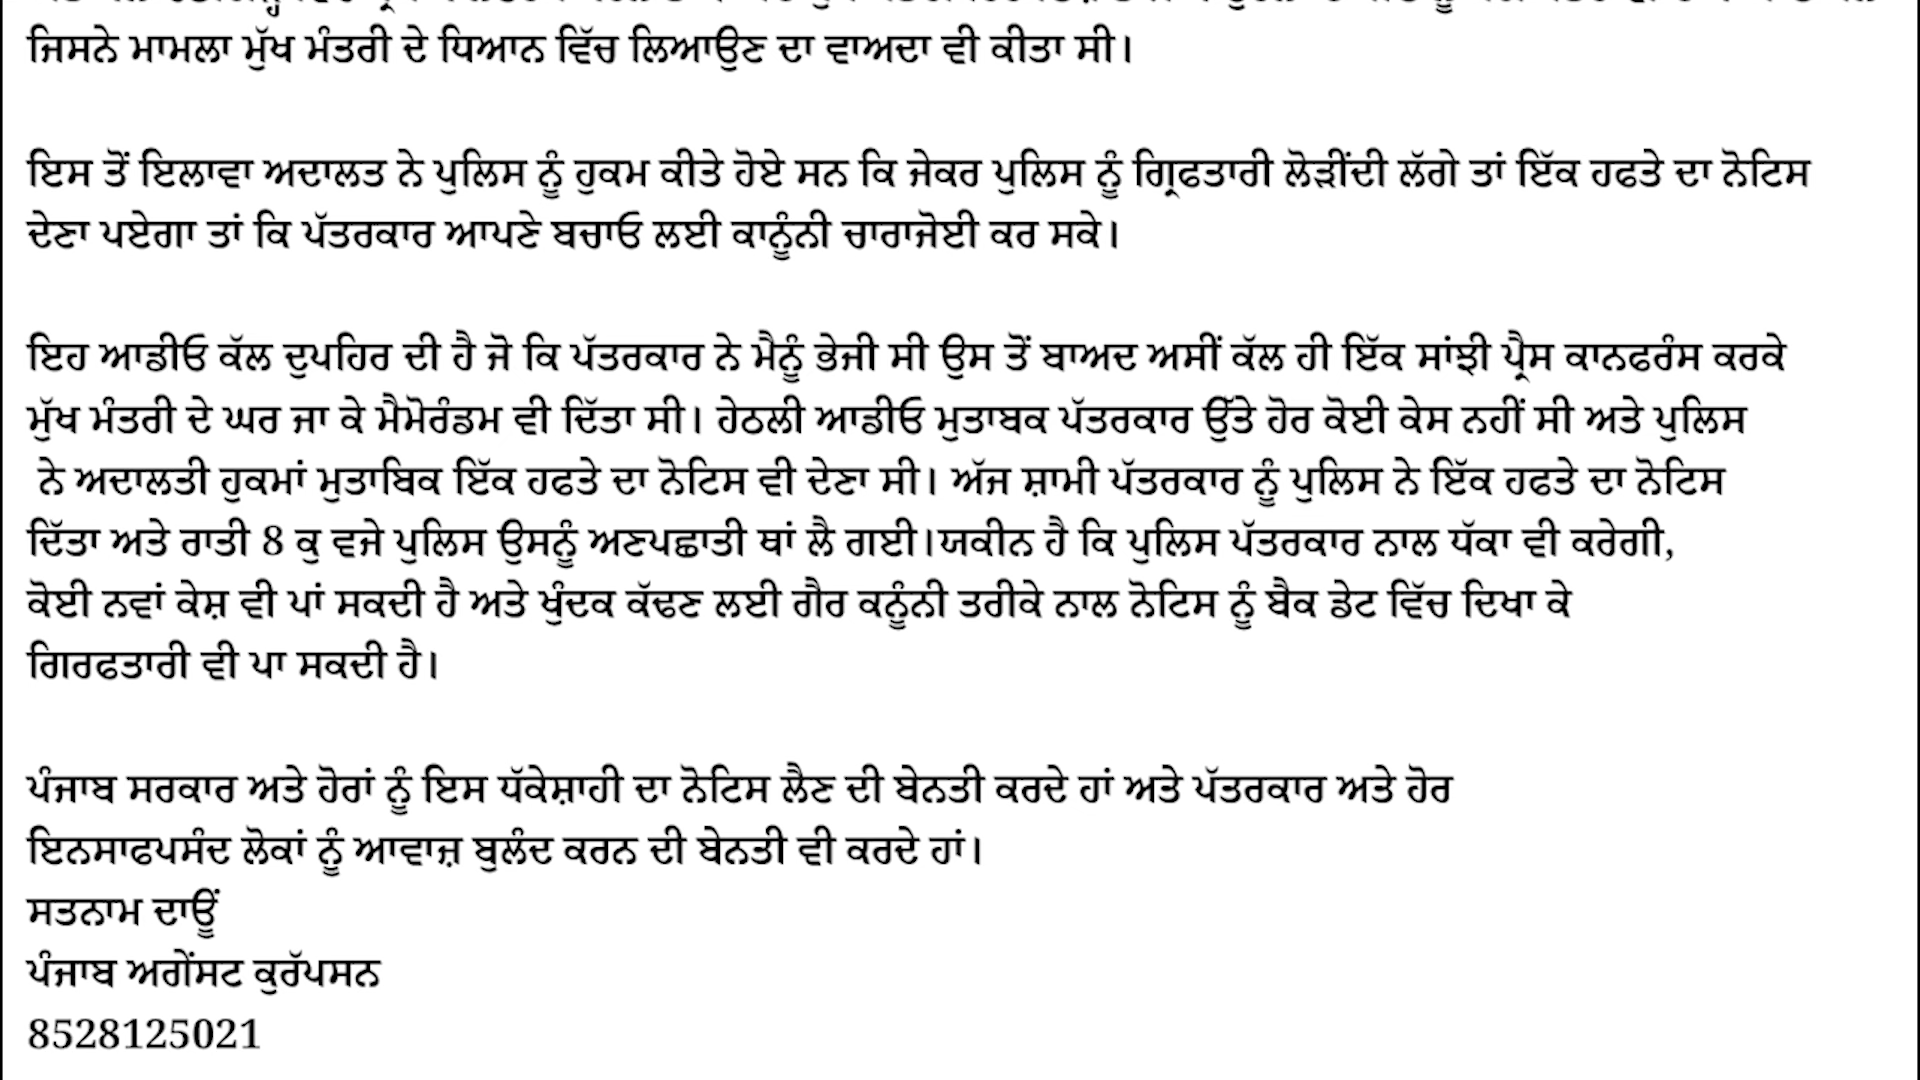 ਜਿਸਨੇ ਮਾਮਲਾ ਮੁੱਖ ਮੰਤਰੀ ਦੇ ਧਿਆਨ ਵਿੱਚ ਲਿਆਉਣ ਦਾ ਵਾਅਦਾ ਵੀ ਕੀਤਾ ਸੀ।
ਇਸ ਤੋਂ ਇਲਾਵਾ ਅਦਾਲਤ ਨੇ ਪੁਲਿਸ ਨੂੰ ਹੁਕਮ ਕੀਤੇ ਹੋਏ ਸਨ ਕਿ ਜੇਕਰ ਪੁਲਿਸ ਨੂੰ ਗ੍ਰਿਫਤਾਰੀ ਲੋੜੀਂਦੀ ਲੱਗੇ ਤਾਂ ਇੱਕ ਹਫਤੇ ਦਾ ਨੋਟਿਸ
ਦੇਣਾ ਪਏਗਾ ਤਾਂ ਕਿ ਪੱਤਰਕਾਰ ਆਪਣੇ ਬਚਾਓ ਲਈ ਕਾਨੂੰਨੀ ਚਾਰਾਜੋਈ ਕਰ ਸਕੇ।
ਇਹ ਆਡੀਓ ਕੱਲ ਦੁਪਹਿਰ ਦੀ ਹੈ ਜੋ ਕਿ ਪੱਤਰਕਾਰ ਨੇ ਮੈਨੂੰ ਭੇਜੀ ਸੀ ਉਸ ਤੋਂ ਬਾਅਦ ਅਸੀਂ ਕੱਲ ਹੀ ਇੱਕ ਸਾਂਝੀ ਪ੍ਰੈਸ ਕਾਨਫਰੰਸ ਕਰਕੇ
ਮੁੱਖ ਮੰਤਰੀ ਦੇ ਘਰ ਜਾ ਕੇ ਮੈਮੋਰੰਡਮ ਵੀ ਦਿੱਤਾ ਸੀ। ਹੇਠਲੀ ਆਡੀਓ ਮੁਤਾਬਕ ਪੱਤਰਕਾਰ ਉੱਤੇ ਹੋਰ ਕੋਈ ਕੇਸ ਨਹੀਂ ਸੀ ਅਤੇ ਪੁਲਿਸ
ਨੇ ਅਦਾਲਤੀ ਹੁਕਮਾਂ ਮੁਤਾਬਿਕ ਇੱਕ ਹਫਤੇ ਦਾ ਨੋਟਿਸ ਵੀ ਦੇਣਾ ਸੀ। ਅੱਜ ਸ਼ਾਮੀ ਪੱਤਰਕਾਰ ਨੂੰ ਪੁਲਿਸ ਨੇ ਇੱਕ ਹਫਤੇ ਦਾ ਨੋਟਿਸ
ਦਿੱਤਾ ਅਤੇ ਰਾਤੀ 8 ਕੁ ਵਜੇ ਪੁਲਿਸ ਉਸਨੂੰ ਅਣਪਛਾਤੀ ਥਾਂ ਲੈ ਗਈ।ਯਕੀਨ ਹੈ ਕਿ ਪੁਲਿਸ ਪੱਤਰਕਾਰ ਨਾਲ ਧੱਕਾ ਵੀ ਕਰੇਗੀ,
ਕੋਈ ਨਵਾਂ ਕੇਸ਼ ਵੀ ਪਾਂ ਸਕਦੀ ਹੈ ਅਤੇ ਖੁੰਦਕ ਕੱਢਣ ਲਈ ਗੈਰ ਕਨੂੰਨੀ ਤਰੀਕੇ ਨਾਲ ਨੋਟਿਸ ਨੂੰ ਬੈਕ ਡੇਟ ਵਿੱਚ ਦਿਖਾ ਕੇ
ਗਿਰਫਤਾਰੀ ਵੀ ਪਾ ਸਕਦੀ ਹੈ।
ਪੰਜਾਬ ਸਰਕਾਰ ਅਤੇ ਹੋਰਾਂ ਨੂੰ ਇਸ ਧੱਕੇਸ਼ਾਹੀ ਦਾ ਨੋਟਿਸ ਲੈਣ ਦੀ ਬੇਨਤੀ ਕਰਦੇ ਹਾਂ ਅਤੇ ਪੱਤਰਕਾਰ ਅਤੇ ਹੋਰ
ਇਨਸਾਫਪਸੰਦ ਲੋਕਾਂ ਨੂੰ ਆਵਾਜ਼ ਬੁਲੰਦ ਕਰਨ ਦੀ ਬੇਨਤੀ ਵੀ ਕਰਦੇ ਹਾਂ।
ਸਤਨਾਮ ਦਾਊਂ
ਪੰਜਾਬ ਅਗੇਂਸਟ ਕੁਰੱਪਸਨ
8528125021